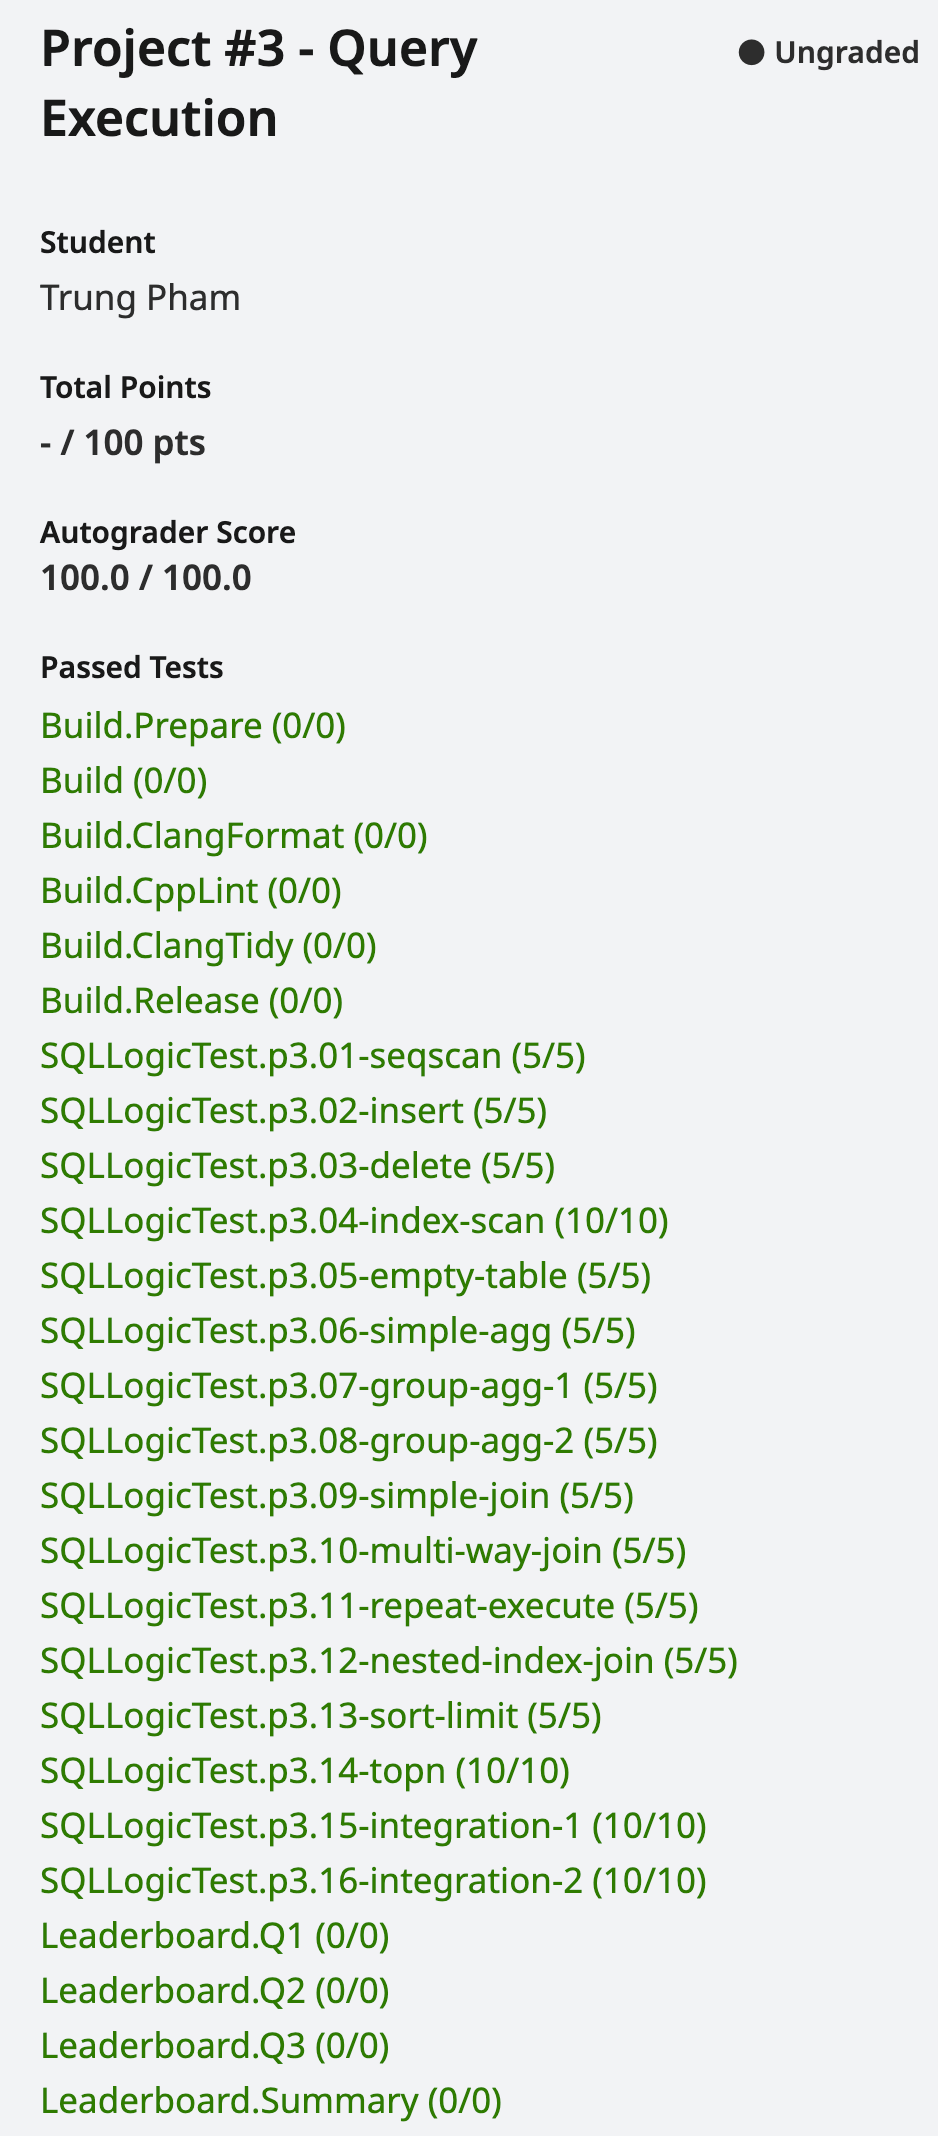 Project #3 - Query
Execution
Ungraded
Student
Trung Pham
Total Points
- / 100 pts
Autograder Score
100.0 / 100.0
Passed Tests
Build.Prepare (0/0)
Build (0/0)
Build.ClangFormat (0/0)
Build.CppLint (0/0)
Build.ClangTidy (0/0)
Build.Release (0/0)
SQLLogicTest.p3.01-seqscan (5/5)
SQLLogicTest.p3.02-insert (5/5)
SQLLogicTest.p3.03-delete (5/5)
SQLLogicTest.p3.04-index-scan (10/10)
SQLLogicTest.p3.05-empty-table (5/5)
SQLLogicTest.p3.06-simple-agg (5/5)
SQLLogicTest.p3.07-group-agg-1 (5/5)
SQLLogicTest.p3.08-group-agg-2 (5/5)
SQLLogicTest.p3.09-simple-join (5/5)
SQLLogicTest.p3.10-multi-way-join (5/5)
SQLLogicTest.p3.11-repeat-execute (5/5)
SQLLogicTest.p3.12-nested-index-join (5/5)
SQLLogicTest.p3.13-sort-limit (5/5)
SQLLogicTest.p3.14-topn (10/10)
SQLLogicTest.p3.15-integration-1 (10/10)
SQLLogicTest.p3.16-integration-2 (10/10)
Leaderboard.Q1 (0/0)
Leaderboard.Q2 (0/0)
Leaderboard.Q3 (0/0)
Leaderboard.Summary (0/0)